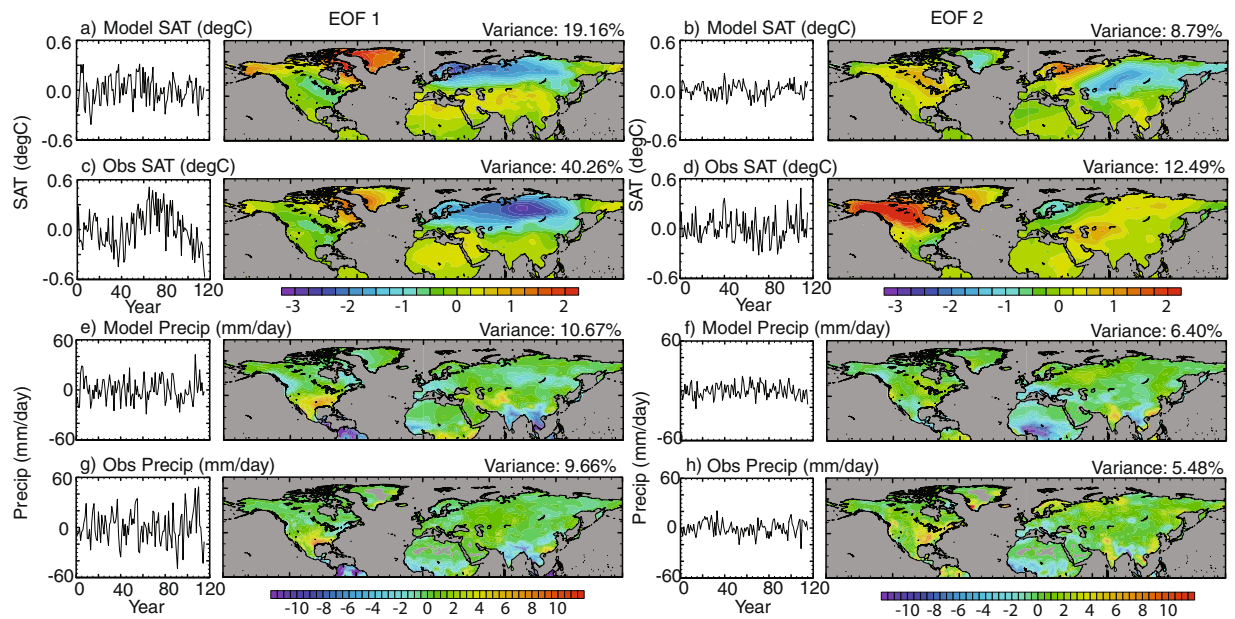 EOF 1
EOF 2
a) Model SAT (degC)
Variance: 19.16%
b) Model SAT (degC)
Variance: 8.79%
0.6
0.0
-0.6
0.6
0.0
-0.6
c) Obs SAT (degC)
Variance: 40.26%
d) Obs SAT (degC)
Variance: 12.49%
0.6
0.0
-0.6
0.6
0.0
-0.6
SAT (degC)
SAT (degC)
0 40 80 120
Year
-3 -2 -1 0 1 2
0 40 80 120
Year
-3 -2 -1 0 1 2
e) Model Precip (mm/day)
Variance: 10.67%
f) Model Precip (mm/day)
Variance: 6.40%
60
0
-60
60
0
-60
g) Obs Precip (mm/day)
Variance: 9.66%
h) Obs Precip (mm/day)
Variance: 5.48%
60
0
-60
60
0
-60
Precip (mm/day)
Precip (mm/day)
0 40 80 120
Year
-10 -8 -6 -4 -2 0 2 4 6 8 10
0 40 80 120
Year
-10 -8 -6 -4 -2 0 2 4 6 8 10